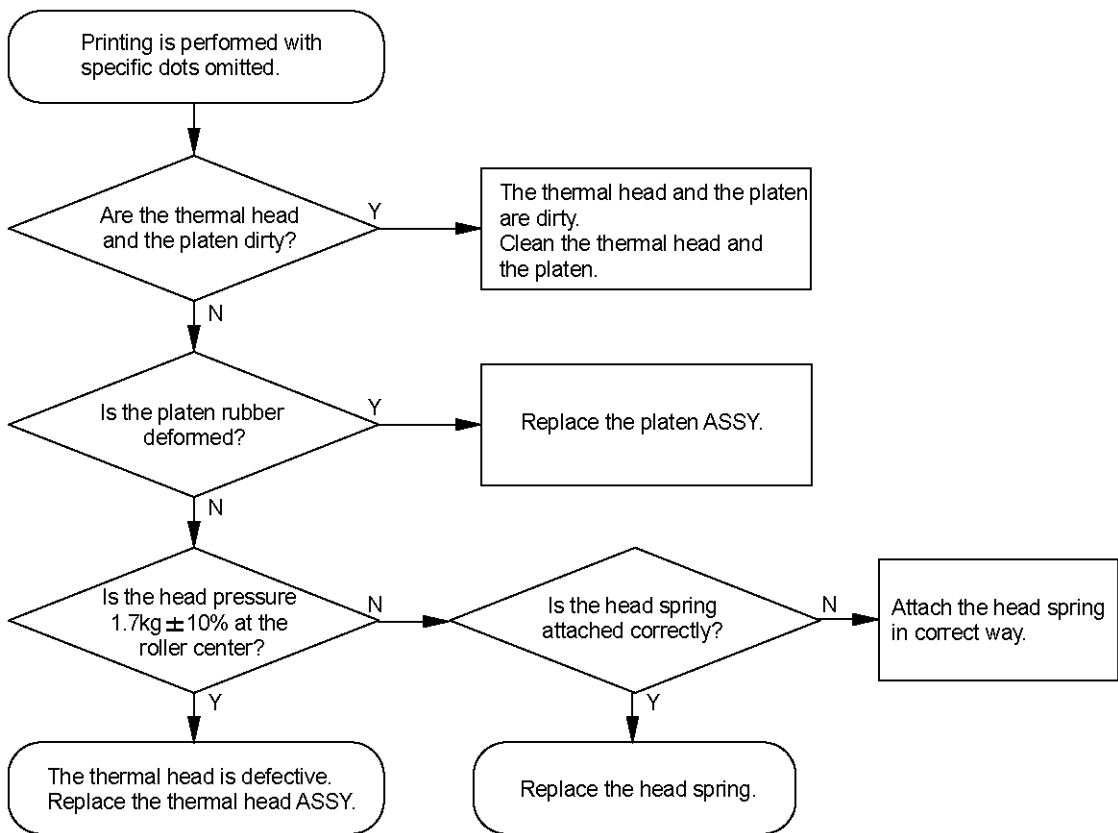 Printing is performed with
specific dots omitted.
Are the thermal head
and the platen dirty?
Y
The thermal head and the platen
are dirty.
Clean the thermal head and
the platen.
N
Is the platen rubber
deformed?
Y
Replace the platen ASSY.
N
Is the head pressure
1.7kg ±10% at the
roller center?
N
Is the head spring
attached correctly?
N
Attach the head spring
in correct way.
Y
The thermal head is defective.
Replace the thermal head ASSY.
Y
Replace the head spring.